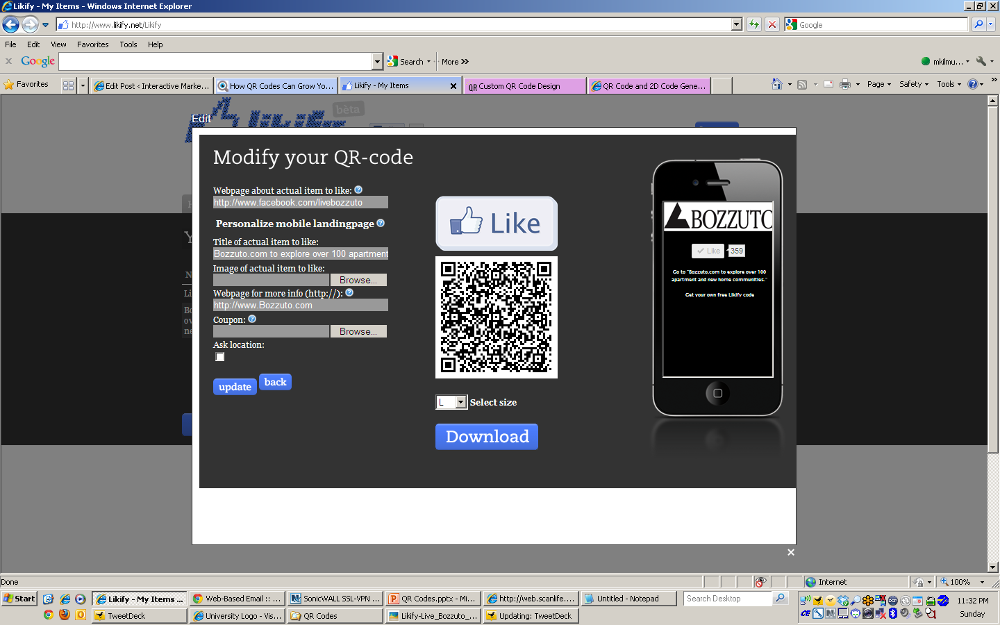 Likify - My Items - Windows Internet Explorer
http://www.likify.net/Likify
Google
File Edit View Favorites Tools Help
x Google Search More »
mkilmu...
Favorites
Edit Post ‹ Interactive Marke...
How QR Codes Can Grow Yo...
Likify - My Items
QR Custom QR Code Design
QR Code and 2D Code Gene...
Page Safety Tools
likify bèta
Edit
Modify your QR-code
Webpage about actual item to like:
http://www.facebook.com/livebozzuto
Personalize mobile landingpage
Title of actual item to like:
Bozzuto.com to explore over 100 apartment
Image of actual item to like:
Browse...
Webpage for more info (http://):
http://www.Bozzuto.com
Coupon:
Browse...
Ask location:
update back
Like
L Select size
Download
BOZZUTO
Like 359
Go to "Bozzuto.com to explore over 100
apartment and new home communities."
Get your own free Likify code
Done
Internet
100%
Start
Likify - My Items ...
Web-Based Email :: ...
SonicWALL SSL-VPN ...
QR Codes.pptx - Mi...
http://web.scanlife....
Untitled - Notepad
Search Desktop
11:32 PM
TweetDeck
University Logo - Vis...
QR Codes
Likify-Live_Bozzuto_...
Updating: TweetDeck
Sunday